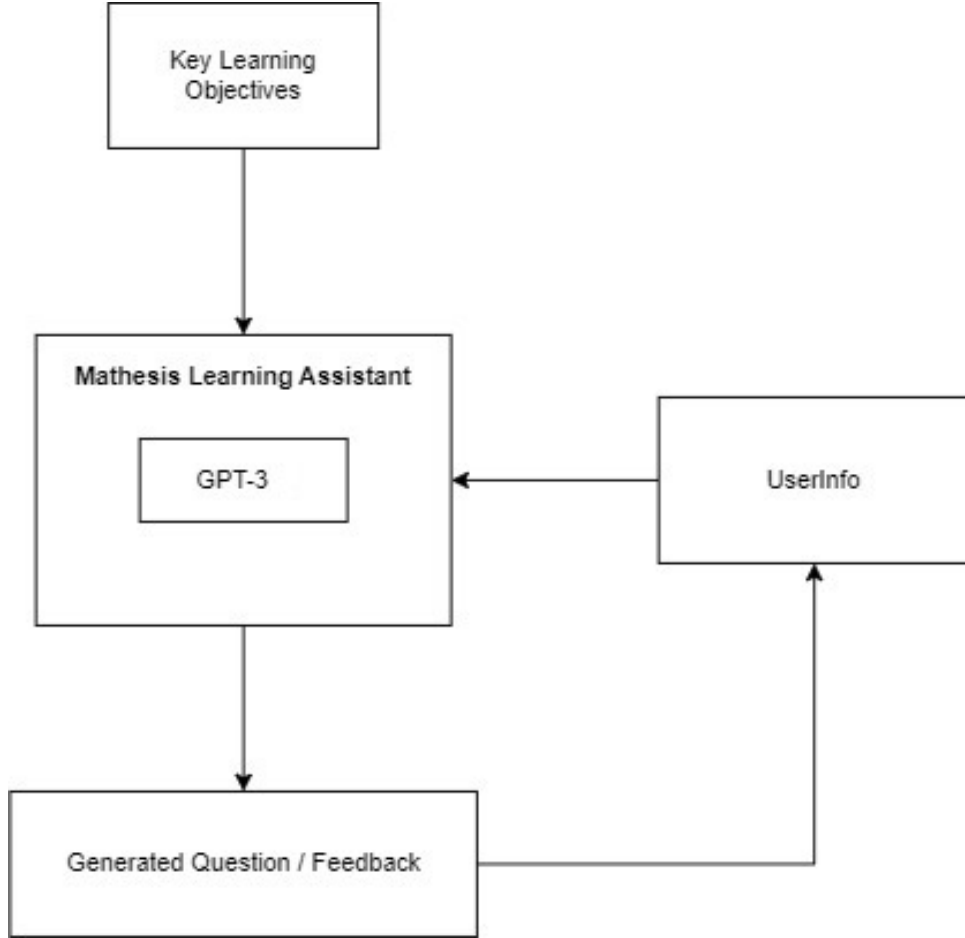 Key Learning
Objectives
Mathesis Learning Assistant
GPT-3
UserInfo
Generated Question / Feedback